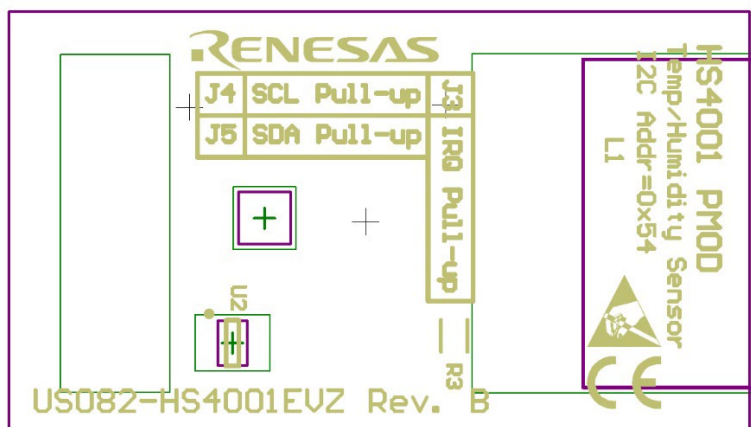 RENESAS
J4 SCL Pull-up
J5 SDA Pull-up
J3 IRQ Pull-up
HS4001 PMOD
Temp/Humidity Sensor
I2C Addr=0x54
L1
U2
R3
CE
US082-HS4001EVZ Rev. B